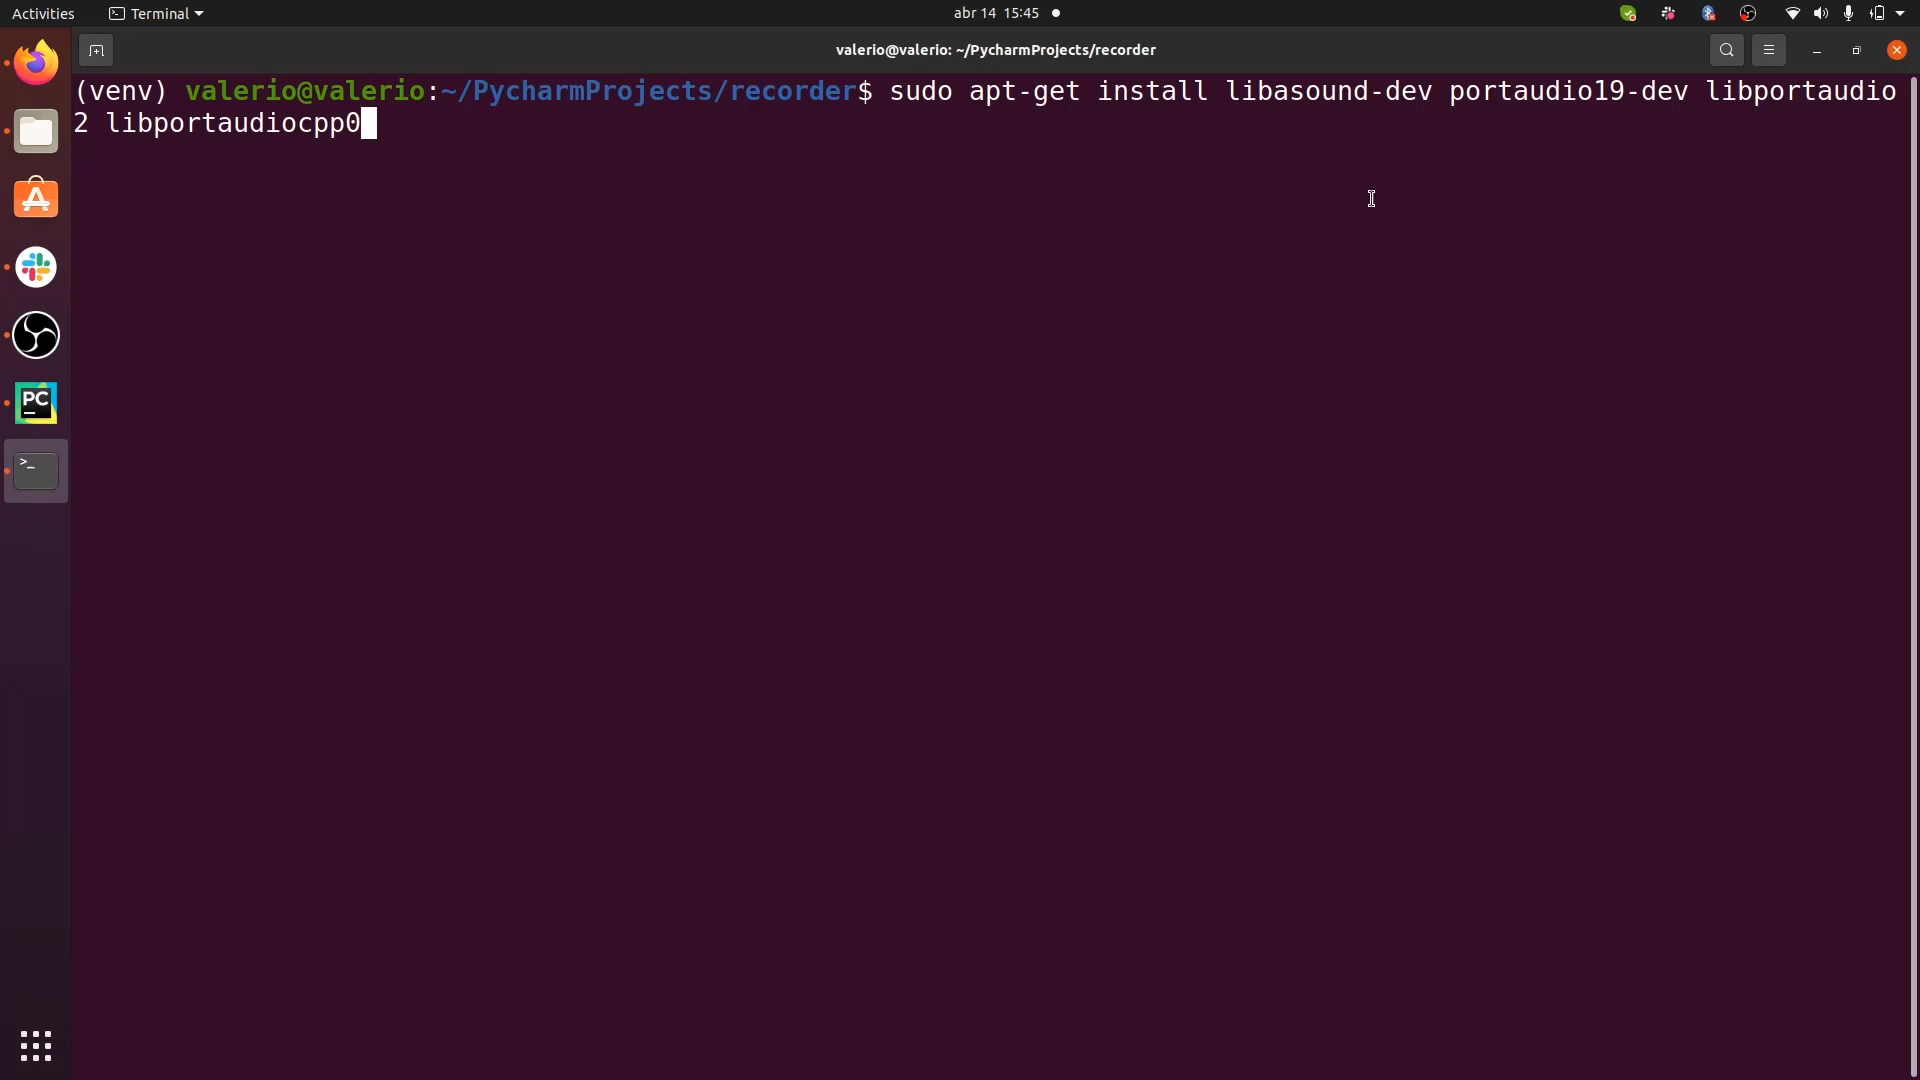 Activities
Terminal
abr 14 15:45
valerio@valerio: ~/PycharmProjects/recorder
(venv) valerio@valerio:~/PycharmProjects/recorder$ sudo apt-get install libasound-dev portaudio19-dev libportaudio
2 libportaudiocpp0
PC
>_